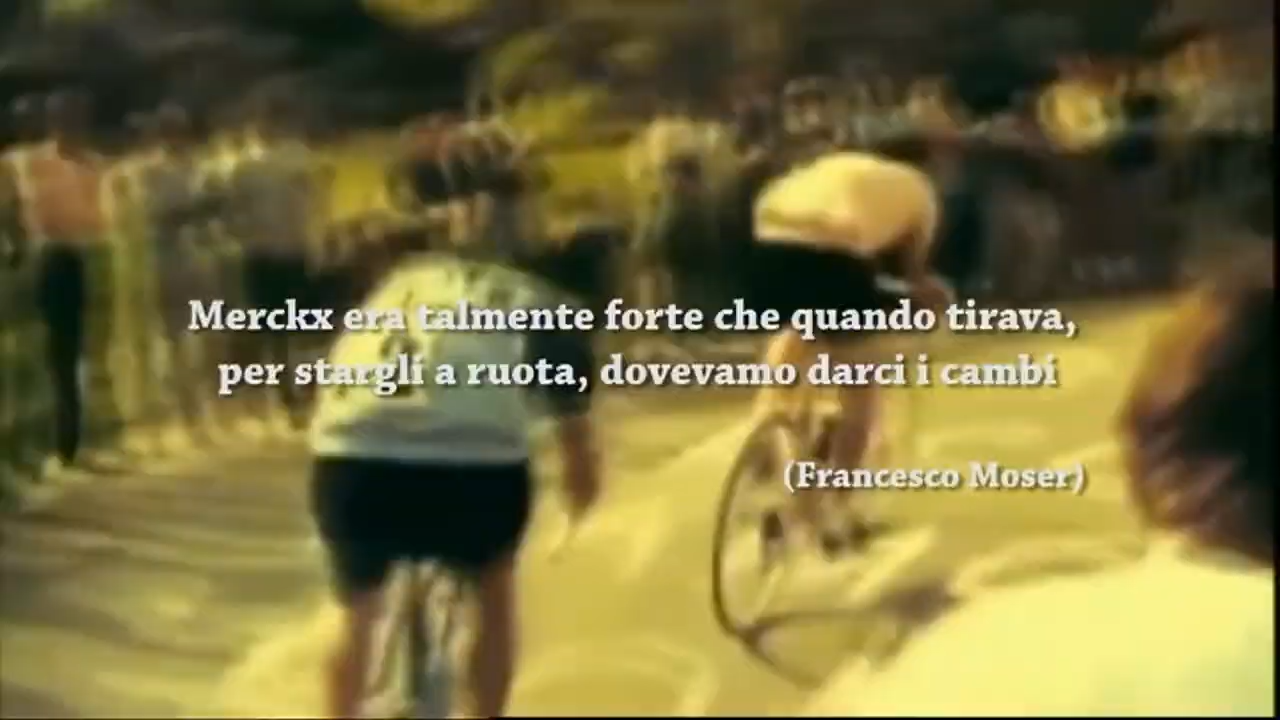 Merckx era talmente forte che quando tirava,
per stargli a ruota, dovevamo darci i cambi
(Francesco Moser)